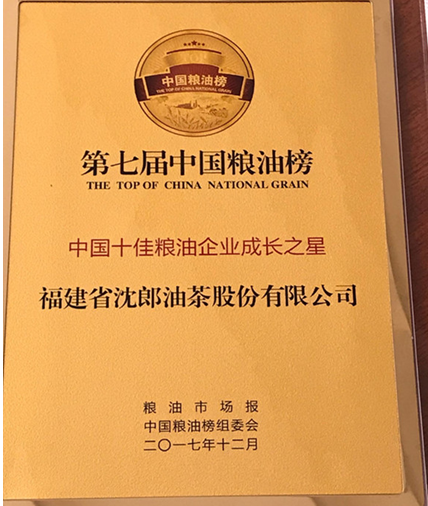 中国粮油榜
THE TOP OF CHINA NATIONAL GRAIN
第七届中国粮油榜
THE TOP OF CHINA NATIONAL GRAIN
中国十佳粮油企业成长之星
福建省沈郎油茶股份有限公司
粮油市场报
中国粮油榜组委会
二〇一七年十二月